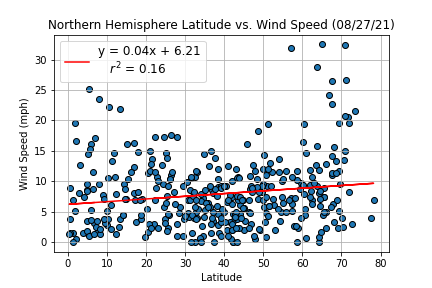 Northern Hemisphere Latitude vs. Wind Speed (08/27/21)
y = 0.04x + 6.21
r² = 0.16
Wind Speed (mph)
30
25
20
15
10
5
0
0 10 20 30 40 50 60 70 80
Latitude